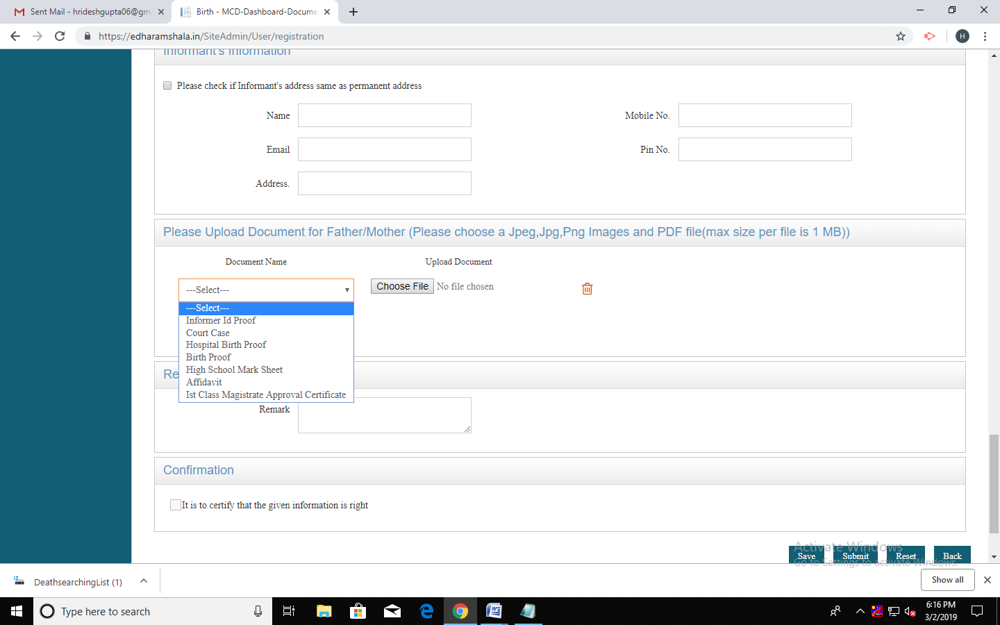 Sent Mail - hrideshgupta06@gm
Birth - MCD-Dashboard-Docume
https://edharamshala.in/SiteAdmin/User/registration
H
Informant's Information
Please check if Informant's address same as permanent address
Name
Mobile No.
Email
Pin No.
Address.
Please Upload Document for Father/Mother (Please choose a Jpeg,Jpg,Png Images and PDF file(max size per file is 1 MB))
Document Name
Upload Document
---Select---
Choose File No file chosen
---Select---
Informer Id Proof
Court Case
Hospital Birth Proof
Birth Proof
High School Mark Sheet
Affidavit
Ist Class Magistrate Approval Certificate
Re
Remark
Confirmation
It is to certify that the given information is right
Activate Windows
Go to Settings to activate Windows.
Save
Submit
Reset
Back
DeathsearchingList (1)
Show all
Type here to search
6:16 PM
3/2/2019